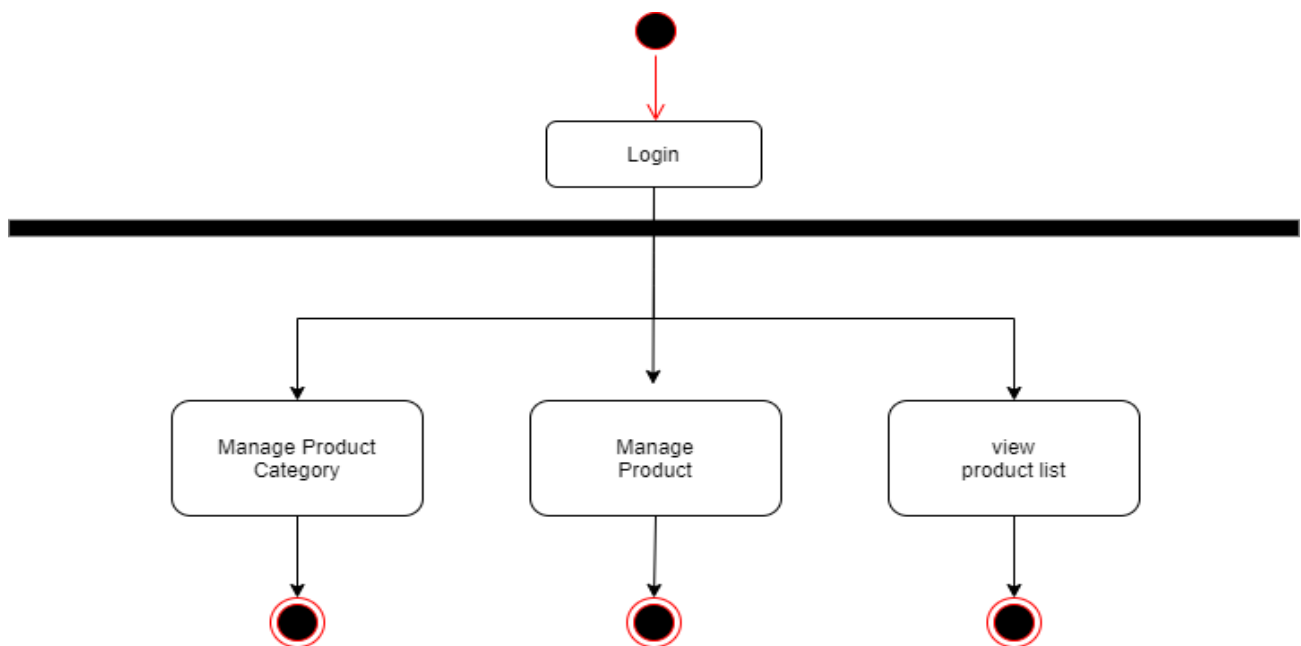 Login
Manage Product
Category
Manage
Product
view
product list